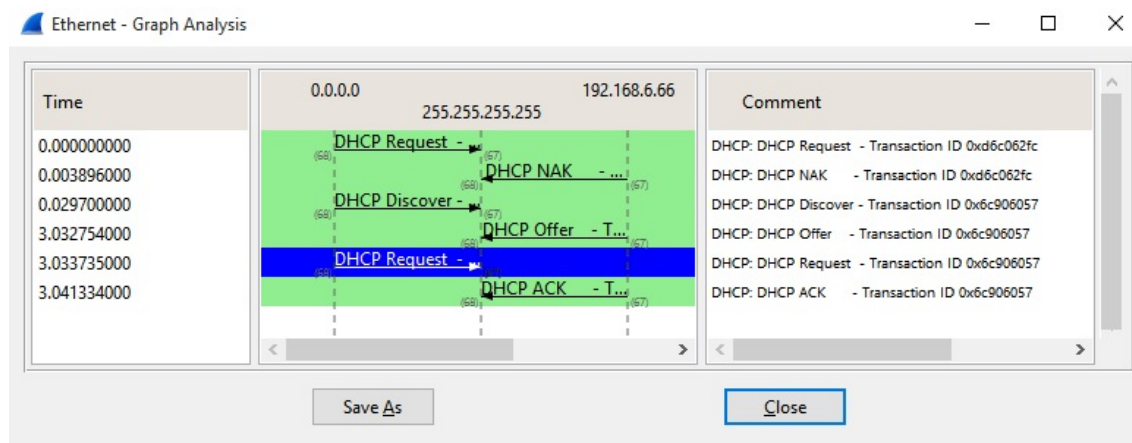 Ethernet - Graph Analysis
Time
0.0.0.0 192.168.6.66
255.255.255.255
Comment
0.000000000 (68) DHCP Request - ... (67) DHCP: DHCP Request - Transaction ID 0xd6c062fc
0.003896000 (68) DHCP NAK - ... (67) DHCP: DHCP NAK - Transaction ID 0xd6c062fc
0.029700000 (68) DHCP Discover - ... (67) DHCP: DHCP Discover - Transaction ID 0x6c906057
3.032754000 (68) DHCP Offer - T... (67) DHCP: DHCP Offer - Transaction ID 0x6c906057
3.033735000 (68) DHCP Request - ... (67) DHCP: DHCP Request - Transaction ID 0x6c906057
3.041334000 (68) DHCP ACK - T... (67) DHCP: DHCP ACK - Transaction ID 0x6c906057
Save As
Close